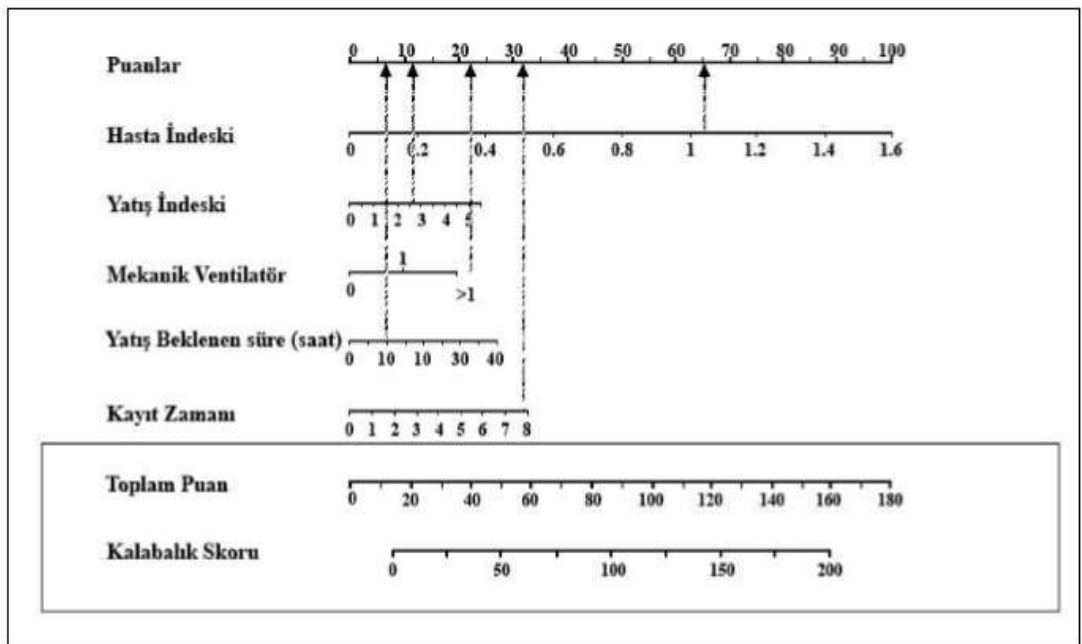 0 10 20 30 40 50 60 70 80 90 100
Puanlar
Hasta İndeski
0 0.2 0.4 0.6 0.8 1 1.2 1.4 1.6
Yatış İndeski
0 1 2 3 4 5
1
Mekanik Ventilatör
0 >1
Yatış Beklenen süre (saat)
0 10 10 30 40
Kayıt Zamanı
0 1 2 3 4 5 6 7 8
Toplam Puan
0 20 40 60 80 100 120 140 160 180
Kalabalık Skoru
0 50 100 150 200